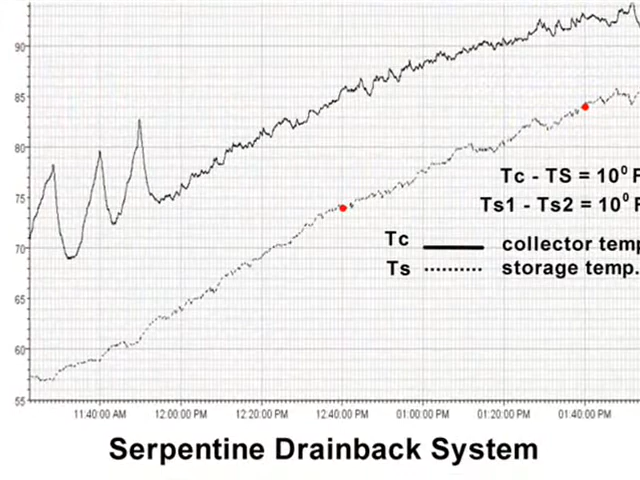 90
85
80
75
70
65
60
55
Tc - TS = 10⁰ F
Ts1 - Ts2 = 10⁰ F
Tc
collector temp
Ts
storage temp.
11:40:00 AM
12:00:00 PM
12:20:00 PM
12:40:00 PM
01:00:00 PM
01:20:00 PM
01:40:00 PM
Serpentine Drainback System